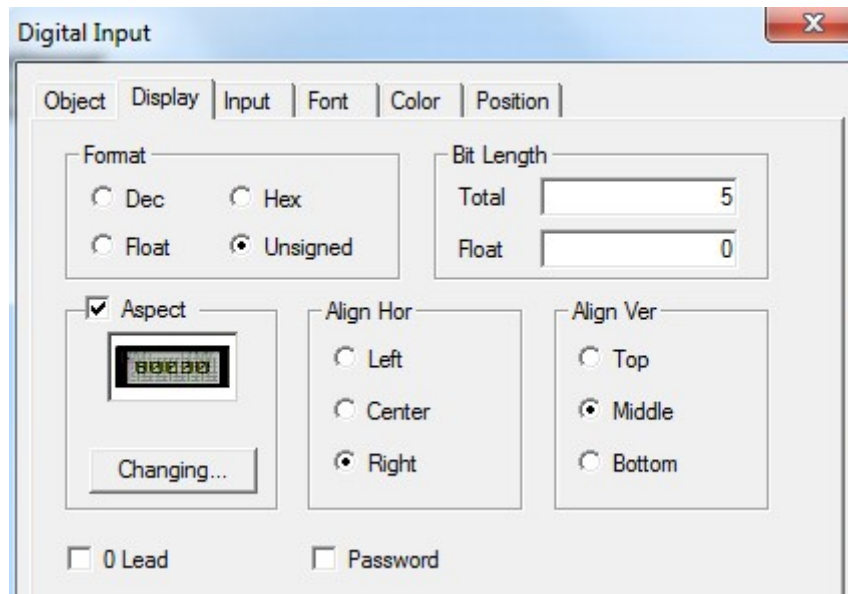 Digital Input
Object Display Input Font Color Position
Format
Dec Hex
Float Unsigned
Bit Length
Total 5
Float 0
Aspect
Changing...
Align Hor
Left
Center
Right
Align Ver
Top
Middle
Bottom
0 Lead Password